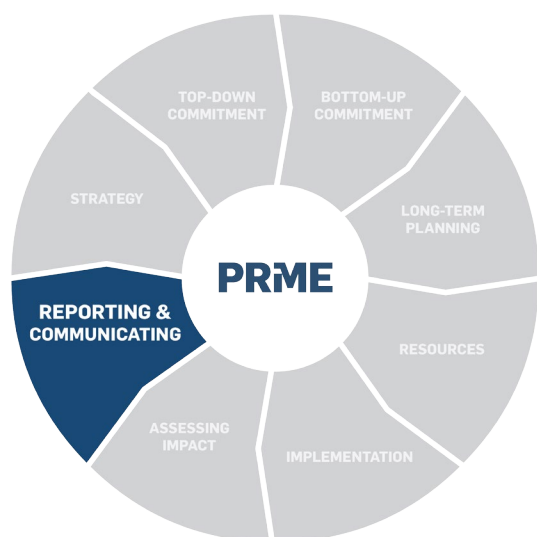 TOP-DOWN
COMMITMENT
BOTTOM-UP
COMMITMENT
LONG-TERM
PLANNING
RESOURCES
IMPLEMENTATION
ASSESSING
IMPACT
REPORTING &
COMMUNICATING
STRATEGY
PRME